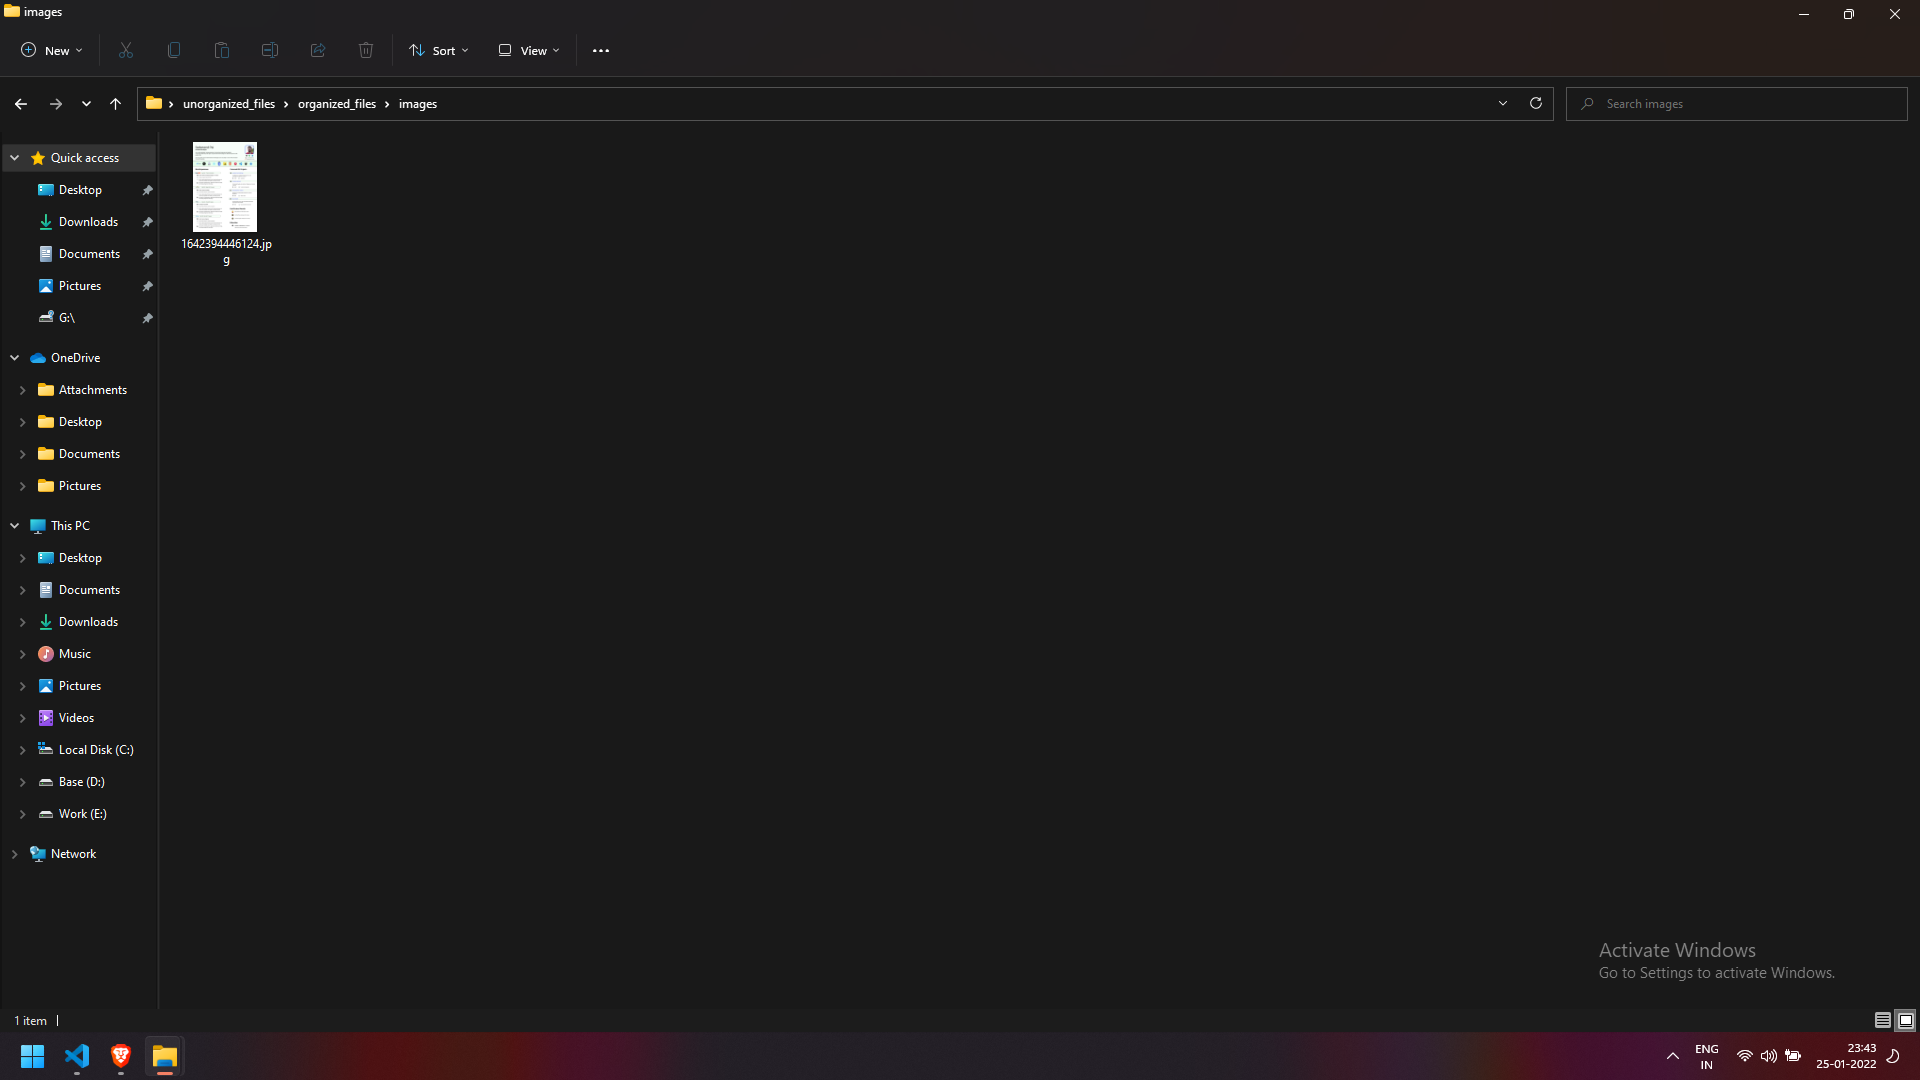 images
New
Sort
View
unorganized_files > organized_files > images
Search images
Quick access
Desktop
Downloads
Documents
Pictures
G:\
OneDrive
Attachments
Desktop
Documents
Pictures
This PC
Desktop
Documents
Downloads
Music
Pictures
Videos
Local Disk (C:)
Base (D:)
Work (E:)
Network
1642394446124.jp
g
Activate Windows
Go to Settings to activate Windows.
1 item
ENG
IN
23:43
25-01-2022